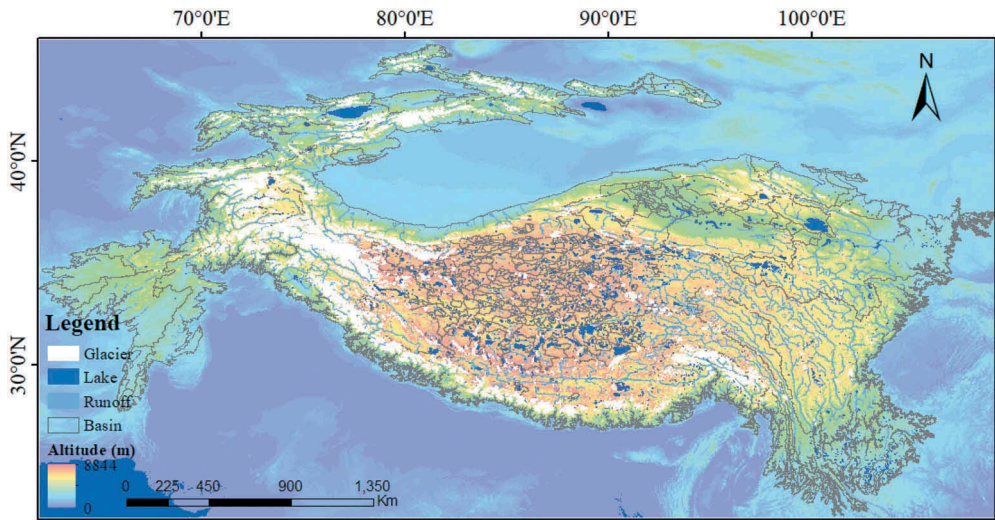 70°0'E 80°0'E 90°0'E 100°0'E
N
40°0'N
30°0'N
Legend
Glacier
Lake
Runoff
Basin
Altitude (m)
8844
0
0 225 450 900 1,350
Km